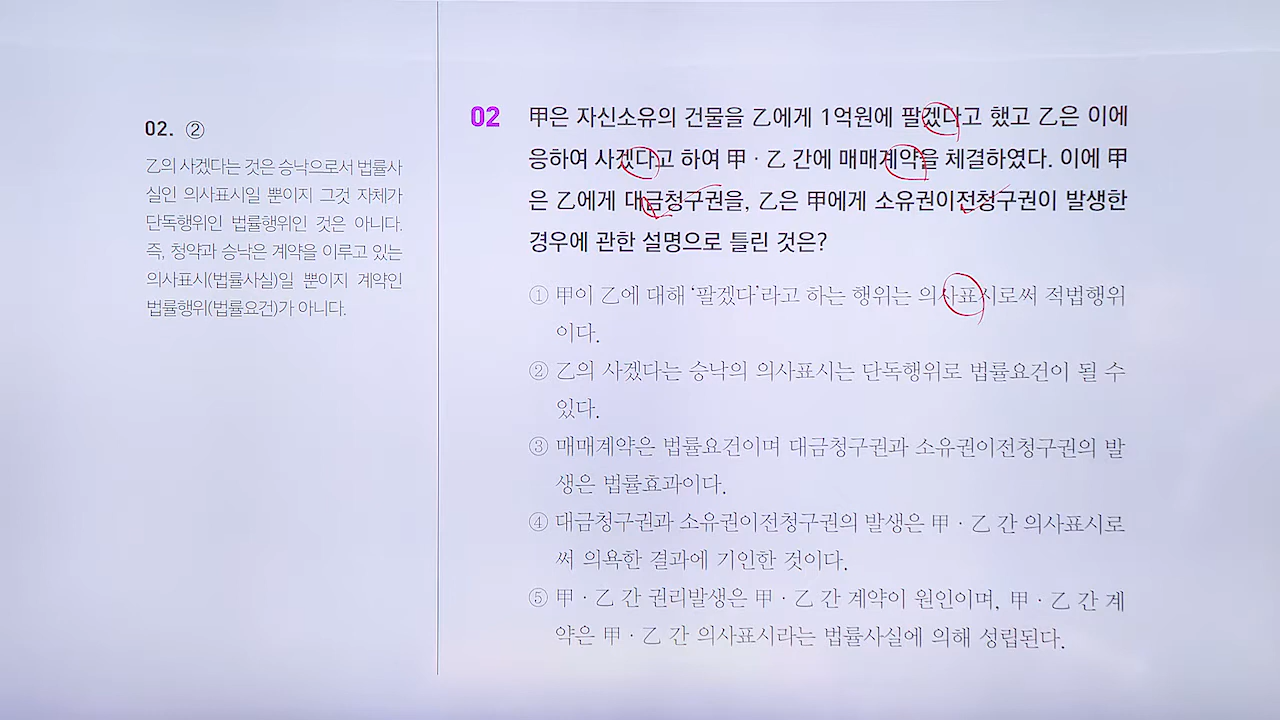 02. ②
乙의 사겠다는 것은 승낙으로서 법률사
실인 의사표시일 뿐이지 그것 자체가
단독행위인 법률행위인 것은 아니다.
즉, 청약과 승낙은 계약을 이루고 있는
의사표시(법률사실)일 뿐이지 계약인
법률행위(법률요건)가 아니다.
02 甲은 자신소유의 건물을 乙에게 1억원에 팔겠다고 했고 乙은 이에
응하여 사겠다고 하여 甲·乙 간에 매매계약을 체결하였다. 이에 甲
은 乙에게 대금청구권을, 乙은 甲에게 소유권이전청구권이 발생한
경우에 관한 설명으로 틀린 것은?
① 甲이 乙에 대해 ‘팔겠다’라고 하는 행위는 의사표시로써 적법행위
이다.
② 乙의 사겠다는 승낙의 의사표시는 단독행위로 법률요건이 될 수
있다.
③ 매매계약은 법률요건이며 대금청구권과 소유권이전청구권의 발
생은 법률효과이다.
④ 대금청구권과 소유권이전청구권의 발생은 甲·乙 간 의사표시로
써 의욕한 결과에 기인한 것이다.
⑤ 甲·乙 간 권리발생은 甲·乙 간 계약이 원인이며, 甲·乙 간 계
약은 甲·乙 간 의사표시라는 법률사실에 의해 성립된다.